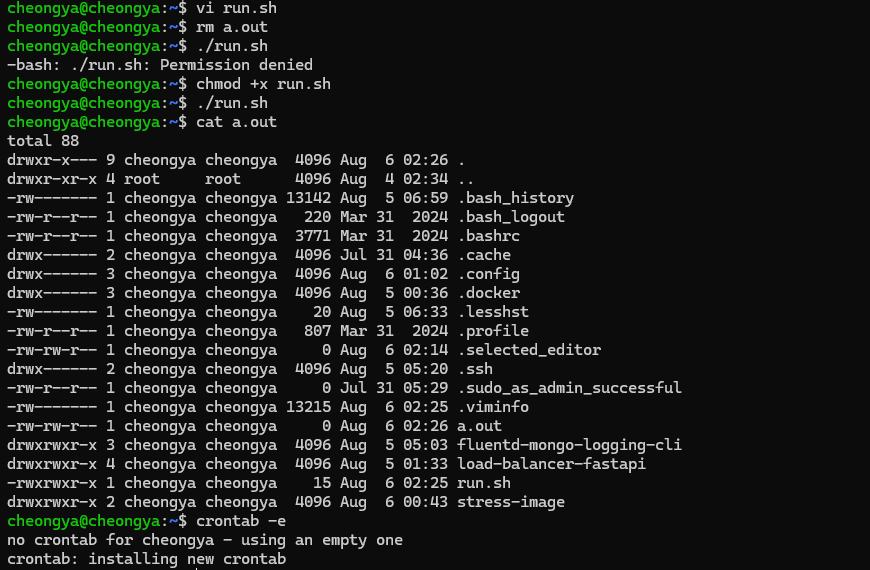 cheongya@cheongya:~$ vi run.sh
cheongya@cheongya:~$ rm a.out
cheongya@cheongya:~$ ./run.sh
-bash: ./run.sh: Permission denied
cheongya@cheongya:~$ chmod +x run.sh
cheongya@cheongya:~$ ./run.sh
cheongya@cheongya:~$ cat a.out
total 88
drwxr-x--- 9 cheongya cheongya  4096 Aug  6 02:26 .
drwxr-xr-x 4 root     root      4096 Aug  4 02:34 ..
-rw------- 1 cheongya cheongya 13142 Aug  5 06:59 .bash_history
-rw-r--r-- 1 cheongya cheongya   220 Mar 31  2024 .bash_logout
-rw-r--r-- 1 cheongya cheongya  3771 Mar 31  2024 .bashrc
drwx------ 2 cheongya cheongya  4096 Jul 31 04:36 .cache
drwx------ 3 cheongya cheongya  4096 Aug  6 01:02 .config
drwx------ 3 cheongya cheongya  4096 Aug  5 00:36 .docker
-rw------- 1 cheongya cheongya    20 Aug  5 06:33 .lesshst
-rw-r--r-- 1 cheongya cheongya   807 Mar 31  2024 .profile
-rw-rw-r-- 1 cheongya cheongya     0 Aug  6 02:14 .selected_editor
drwx------ 2 cheongya cheongya  4096 Aug  5 05:20 .ssh
-rw-r--r-- 1 cheongya cheongya     0 Jul 31 05:29 .sudo_as_admin_successful
-rw------- 1 cheongya cheongya 13215 Aug  6 02:25 .viminfo
-rw-rw-r-- 1 cheongya cheongya     0 Aug  6 02:26 a.out
drwxrwxr-x 3 cheongya cheongya  4096 Aug  5 05:03 fluentd-mongo-logging-cli
drwxrwxr-x 4 cheongya cheongya  4096 Aug  5 01:33 load-balancer-fastapi
-rwxrwxr-x 1 cheongya cheongya    15 Aug  6 02:25 run.sh
drwxrwxr-x 2 cheongya cheongya  4096 Aug  6 00:43 stress-image
cheongya@cheongya:~$ crontab -e
no crontab for cheongya - using an empty one
crontab: installing new crontab